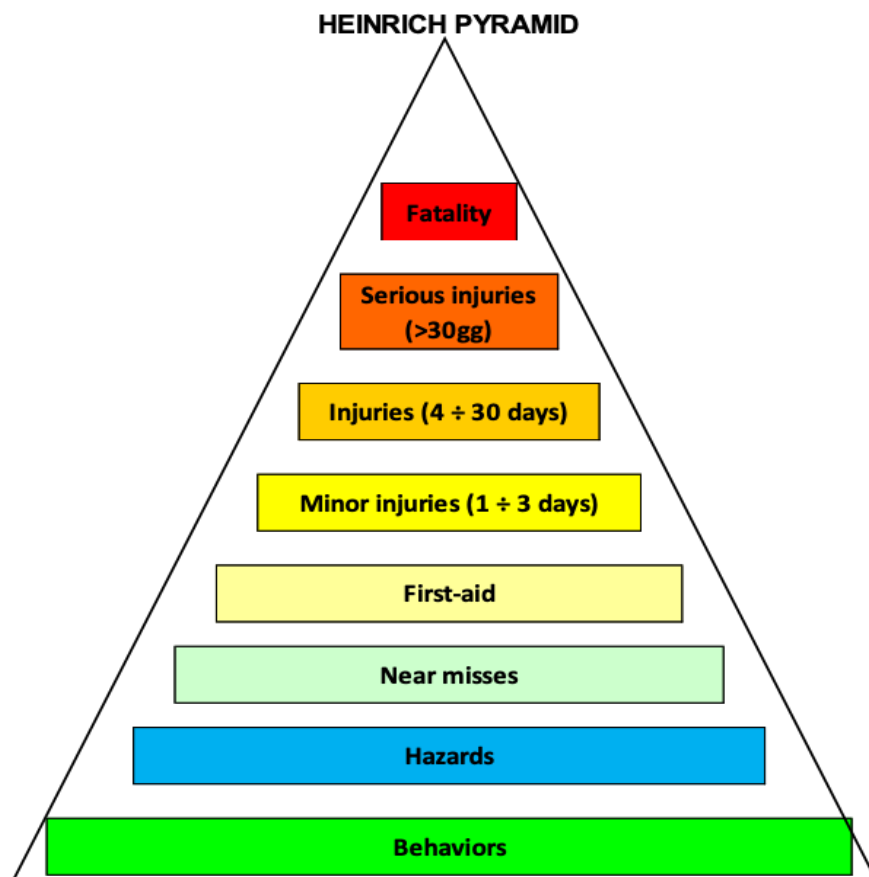 HEINRICH PYRAMID
Fatality
Serious injuries
(>30gg)
Injuries (4 ÷ 30 days)
Minor injuries (1 ÷ 3 days)
First-aid
Near misses
Hazards
Behaviors